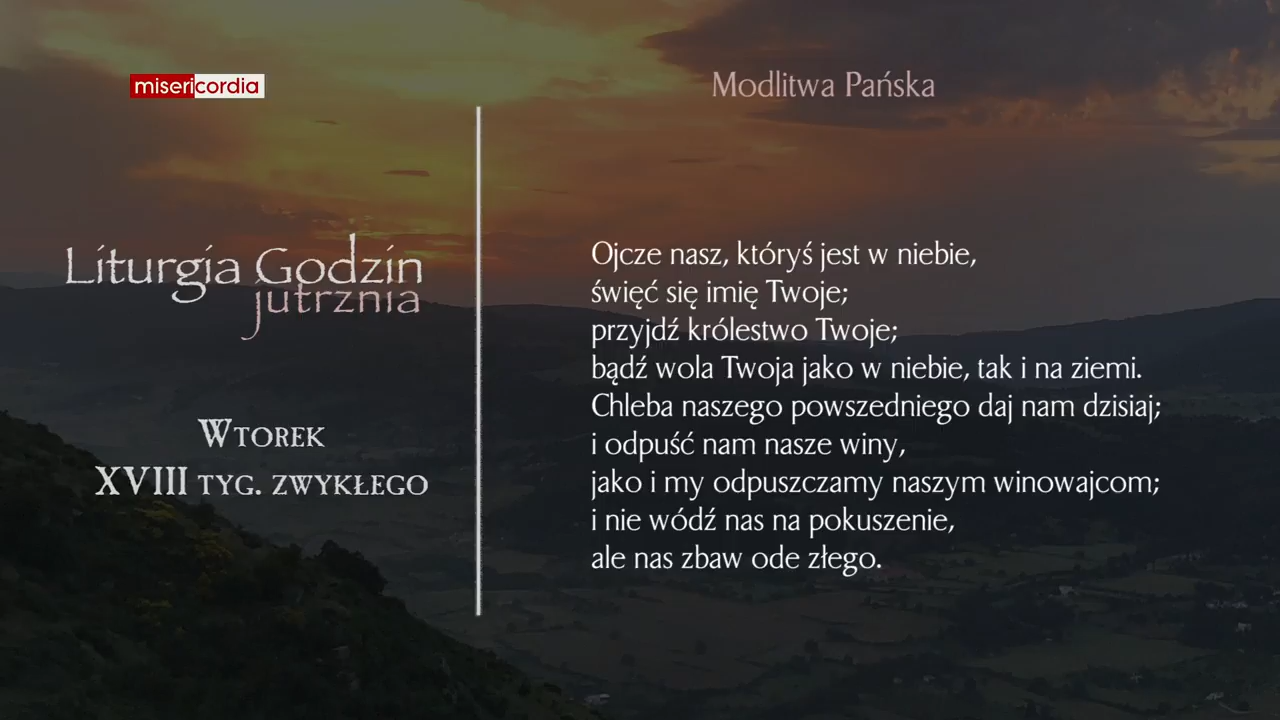 misericordia
Liturgia Godzin
jutrznia
Wtorek
XVIII tyg. zwykłego
Modlitwa Pańska
Ojcze nasz, któryś jest w niebie,
święć się imię Twoje;
przyjdź królestwo Twoje;
bądź wola Twoja jako w niebie, tak i na ziemi.
Chleba naszego powszedniego daj nam dzisiaj;
i odpuść nam nasze winy,
jako i my odpuszczamy naszym winowajcom;
i nie wódź nas na pokuszenie,
ale nas zbaw ode złego.